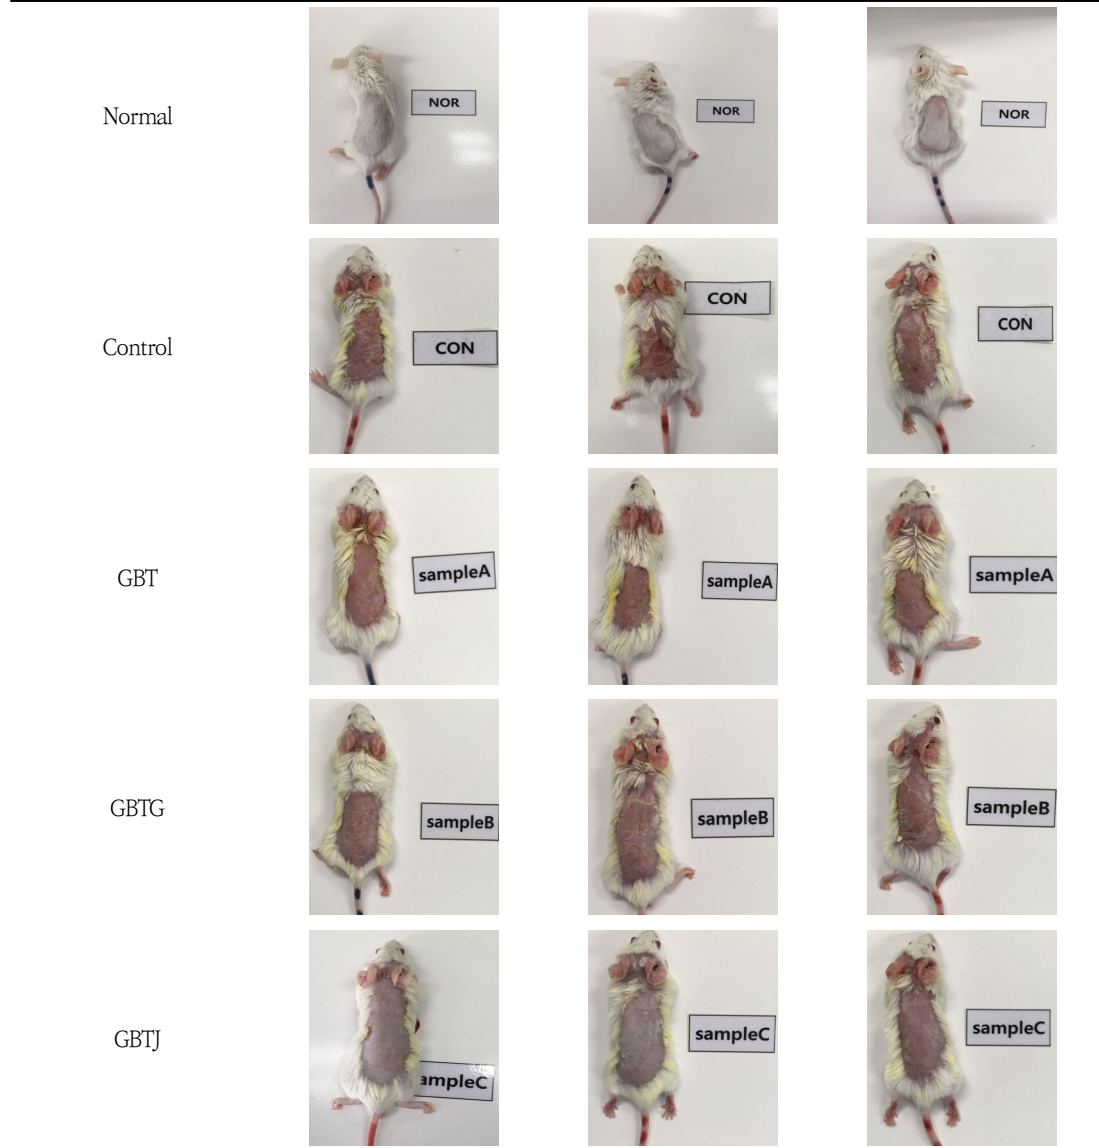 Normal
NOR
NOR
NOR
Control
CON
CON
CON
GBT
sampleA
sampleA
sampleA
GBTG
sampleB
sampleB
sampleB
GBTJ
ampleC
sampleC
sampleC